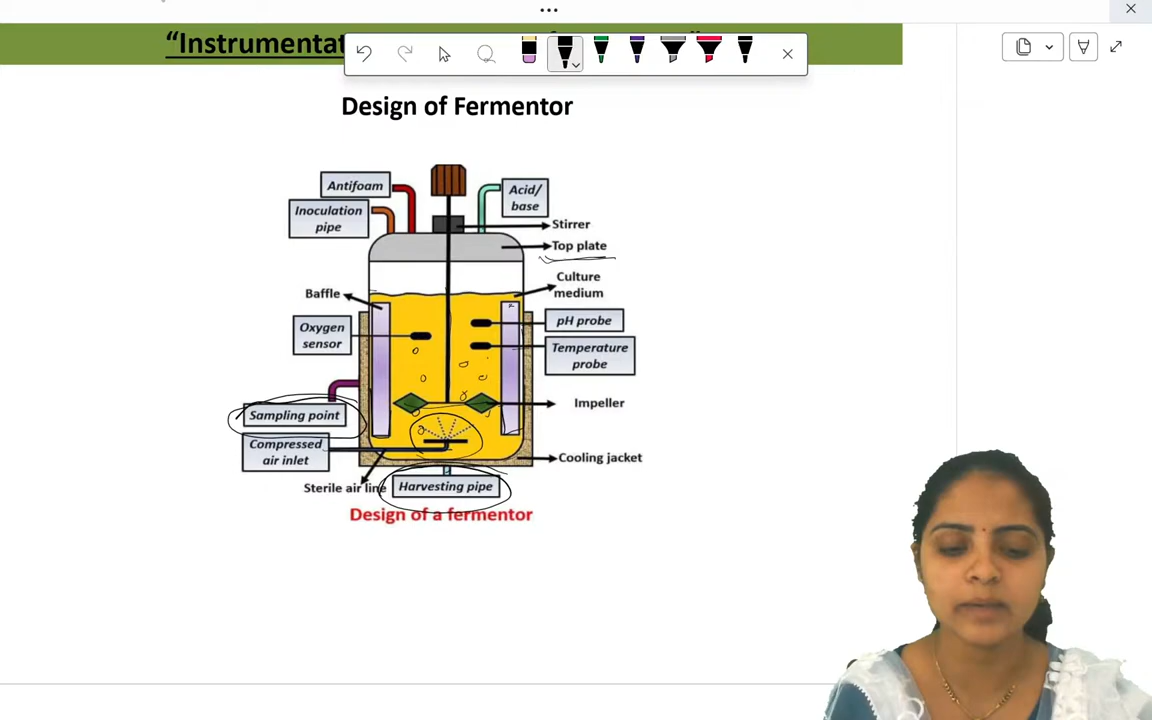 “Instrumentat
Design of Fermentor
Antifoam
Acid/
base
Inoculation
pipe
Stirrer
Top plate
Culture
medium
Baffle
pH probe
Oxygen
sensor
Temperature
probe
Impeller
Sampling point
Compressed
air inlet
Cooling jacket
Sterile air line
Harvesting pipe
Design of a fermentor